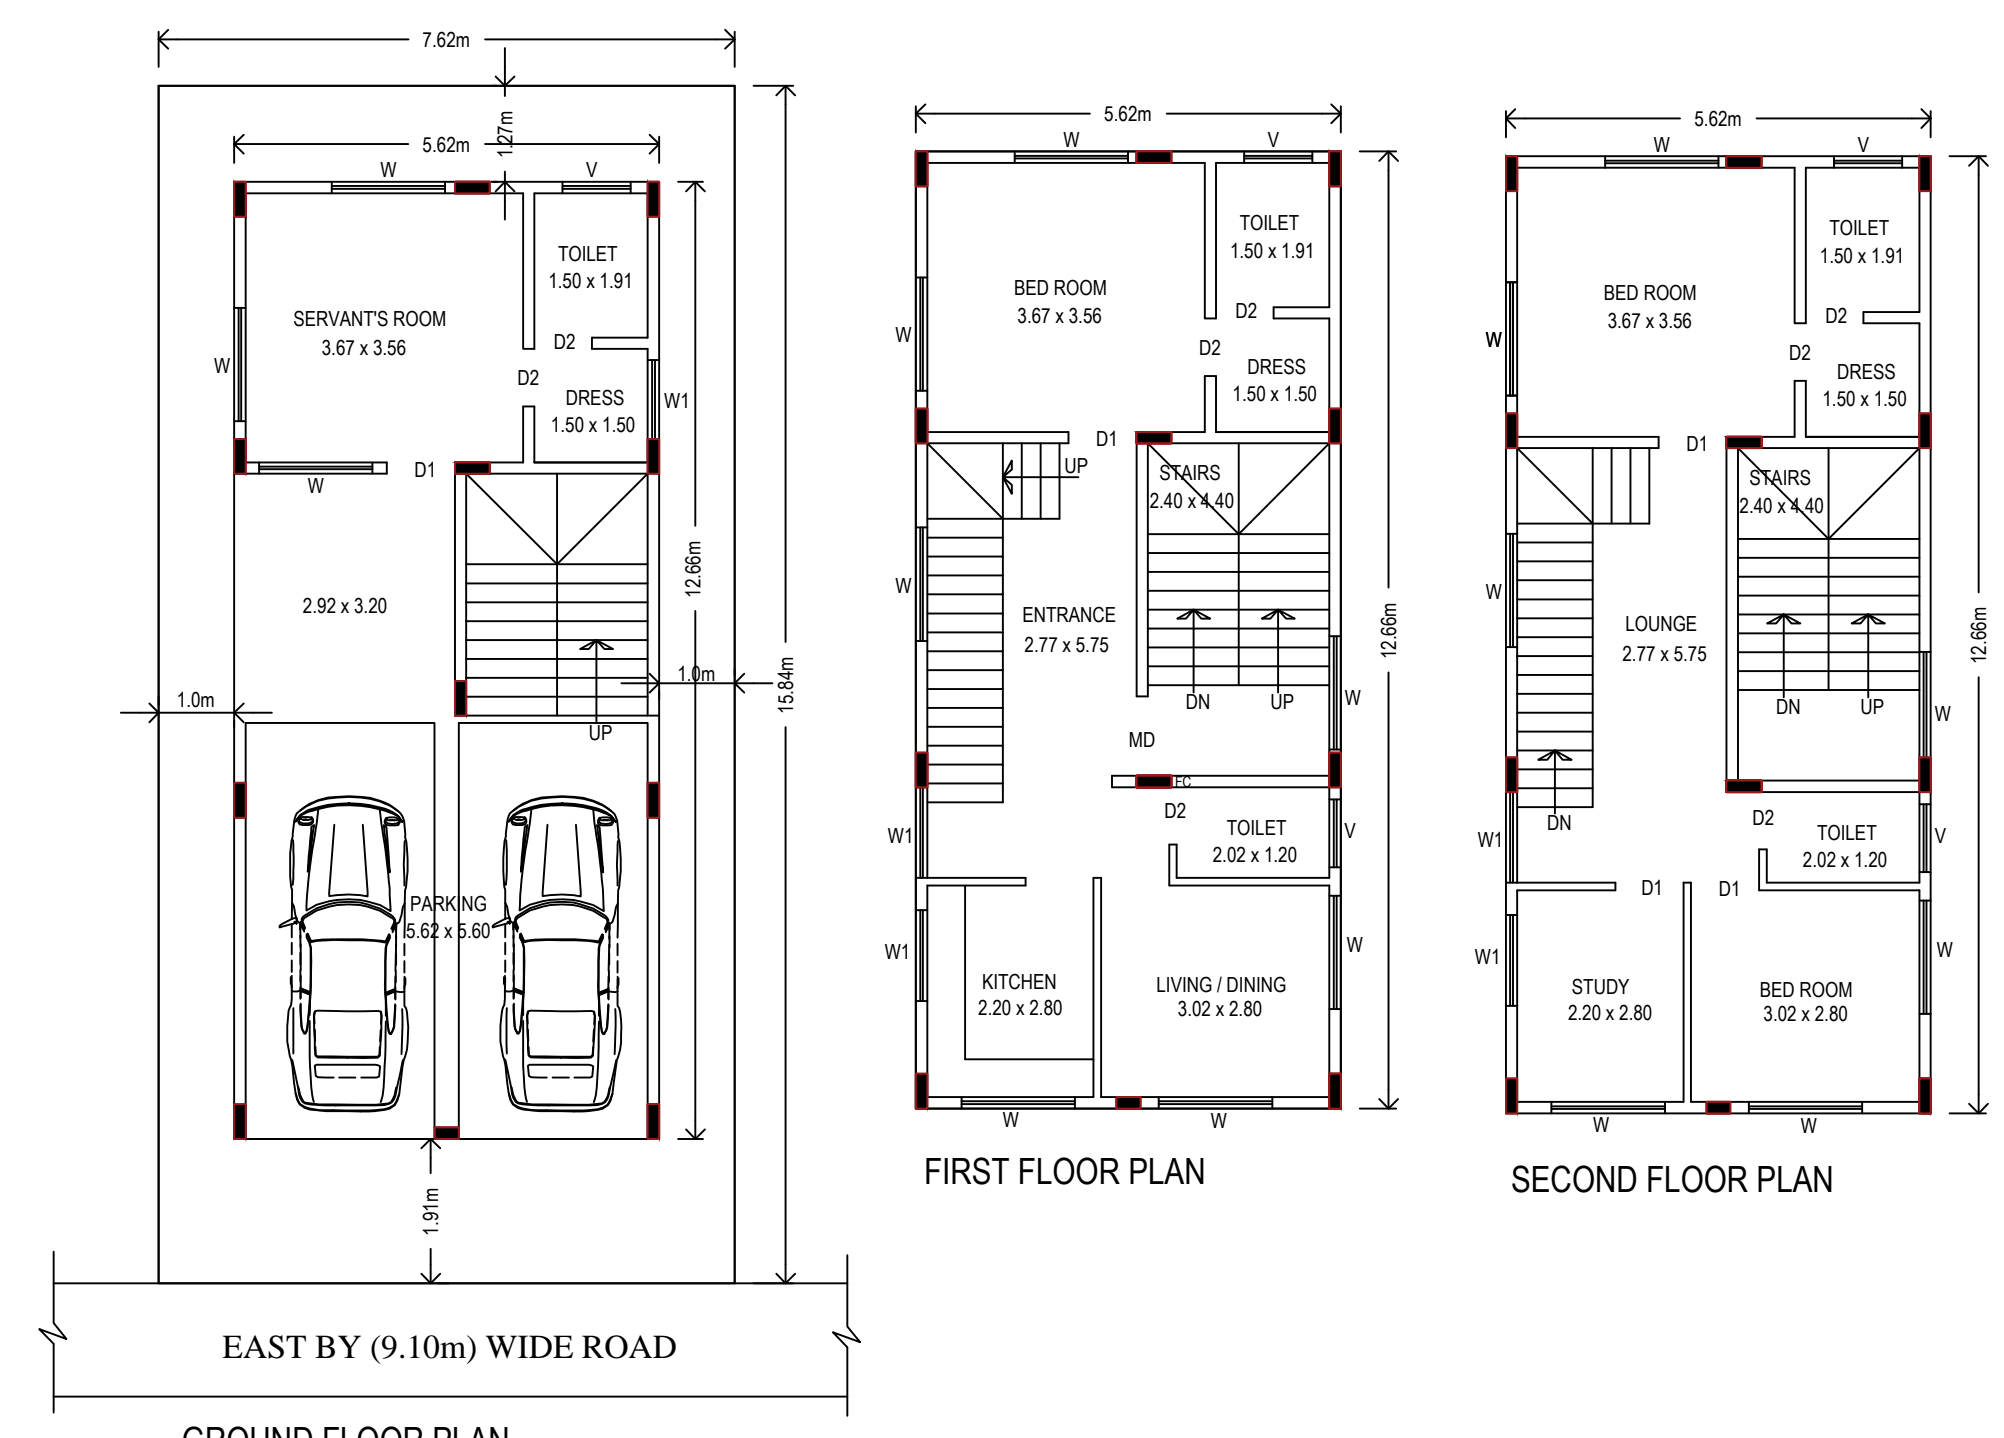 7.62m
1.27m
5.62m
W
V
TOILET
1.50 x 1.91
SERVANT'S ROOM
3.67 x 3.56
D2
W
D2
DRESS
1.50 x 1.50
W1
D1
W
12.66m
2.92 x 3.20
1.0m
1.0m
15.84m
UP
PARKING
5.62 x 5.60
1.91m
EAST BY (9.10m) WIDE ROAD
GROUND FLOOR PLAN
5.62m
W
V
TOILET
1.50 x 1.91
BED ROOM
3.67 x 3.56
D2
W
D2
DRESS
1.50 x 1.50
D1
UP
STAIRS
2.40 x 4.40
W
ENTRANCE
2.77 x 5.75
12.66m
DN
UP
W
MD
FC
D2
W1
TOILET
2.02 x 1.20
V
W1
W
KITCHEN
2.20 x 2.80
LIVING / DINING
3.02 x 2.80
W
W
FIRST FLOOR PLAN
5.62m
W
V
TOILET
1.50 x 1.91
BED ROOM
3.67 x 3.56
D2
W
D2
DRESS
1.50 x 1.50
D1
STAIRS
2.40 x 4.40
W
LOUNGE
2.77 x 5.75
12.66m
DN
UP
W
DN
D2
W1
TOILET
2.02 x 1.20
V
D1
D1
W1
W
STUDY
2.20 x 2.80
BED ROOM
3.02 x 2.80
W
W
SECOND FLOOR PLAN